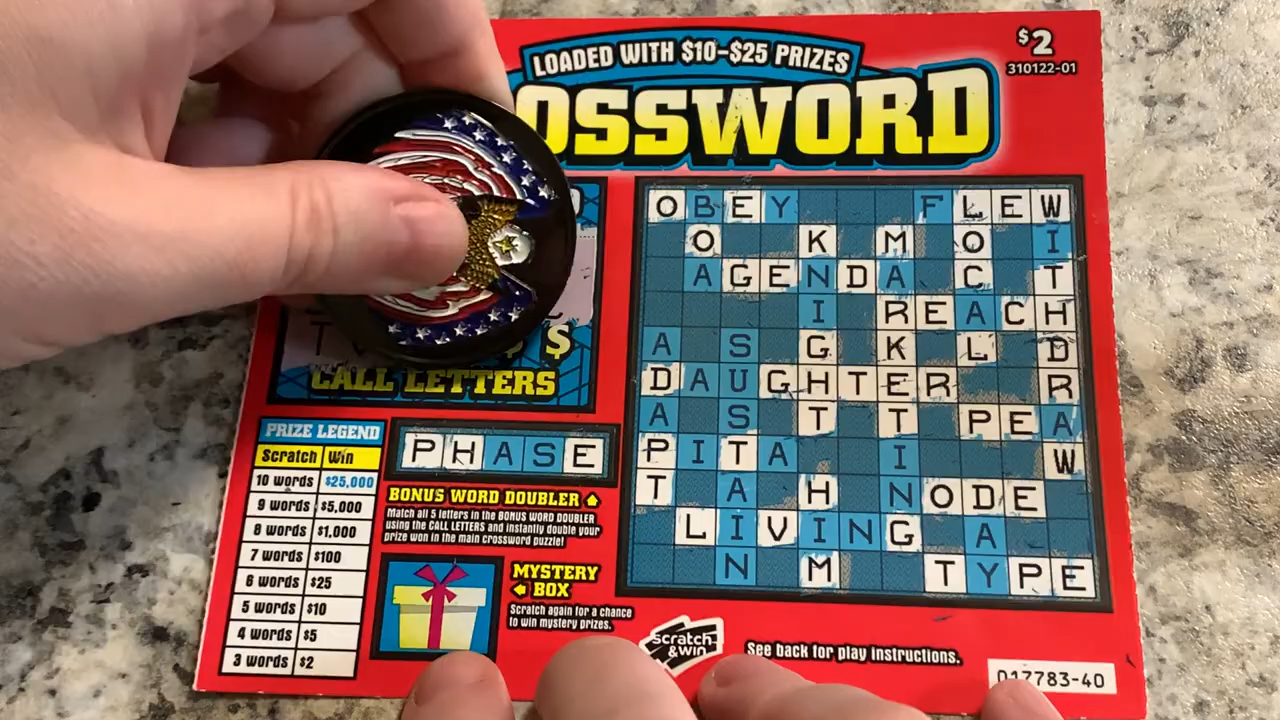 LOADED WITH $10-$25 PRIZES
$2
310122-01
OSSWORD
OBEY FLEW
O K M O I
AGENDA C T
N
I REACH
A S G K L D
DAUGHTER R
A S T T PEA
PITA I W
T A H NODE
LIVING A
N M TYPE
$
CALL LETTERS
PRIZE LEGEND
Scratch Win
10 words $25,000
9 words $5,000
8 words $1,000
7 words $100
6 words $25
5 words $10
4 words $5
3 words $2
PHASE
BONUS WORD DOUBLER
Match all 5 letters in the BONUS WORD DOUBLER
using the CALL LETTERS and instantly double your
prize won in the main crossword puzzle!
MYSTERY
BOX
Scratch again for a chance
to win mystery prizes.
scratch
&win
See back for play instructions.
017783-40